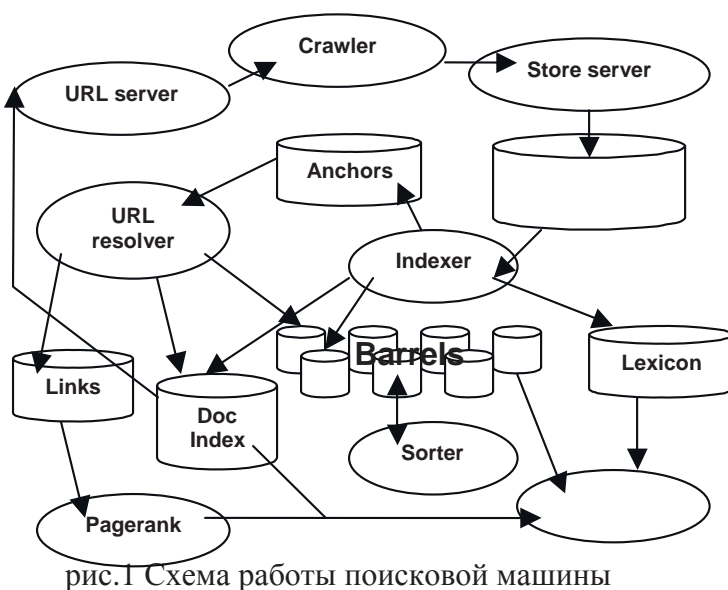 Crawler
URL server
Store server
Anchors
URL
resolver
Indexer
Barrels
Lexicon
Links
Doc
Index
Sorter
Pagerank
рис.1 Схема работы поисковой машины